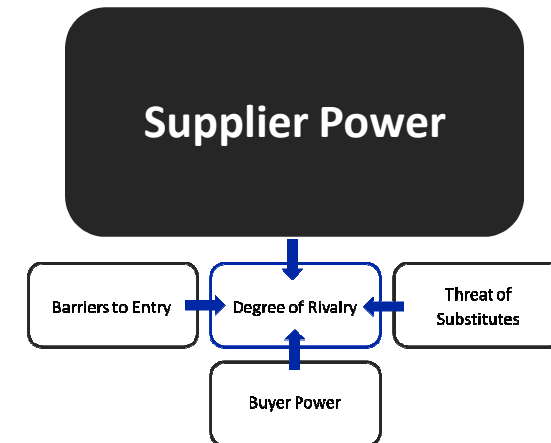 Supplier Power
Barriers to Entry
Degree of Rivalry
Threat of
Substitutes
Buyer Power